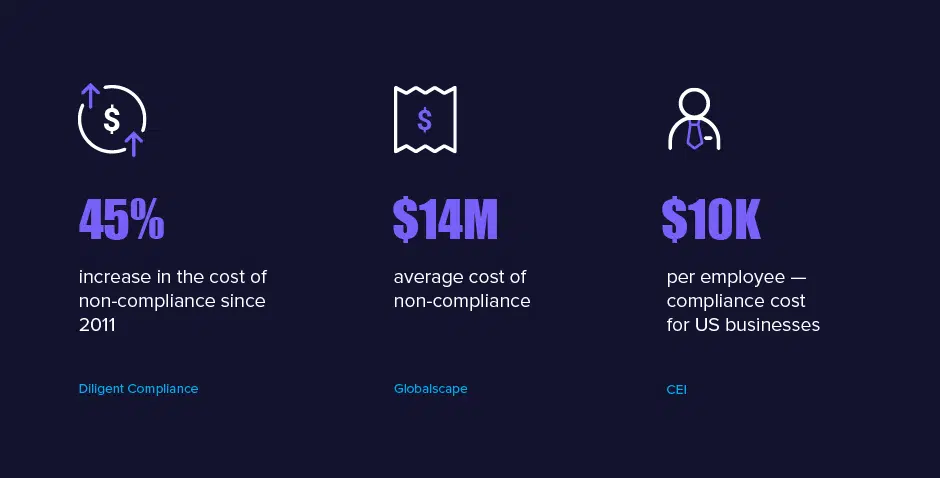 $
45%
increase in the cost of
non-compliance since
2011
Diligent Compliance
$
$14M
average cost of
non-compliance
Globalscape
$10K
per employee —
compliance cost
for US businesses
CEI